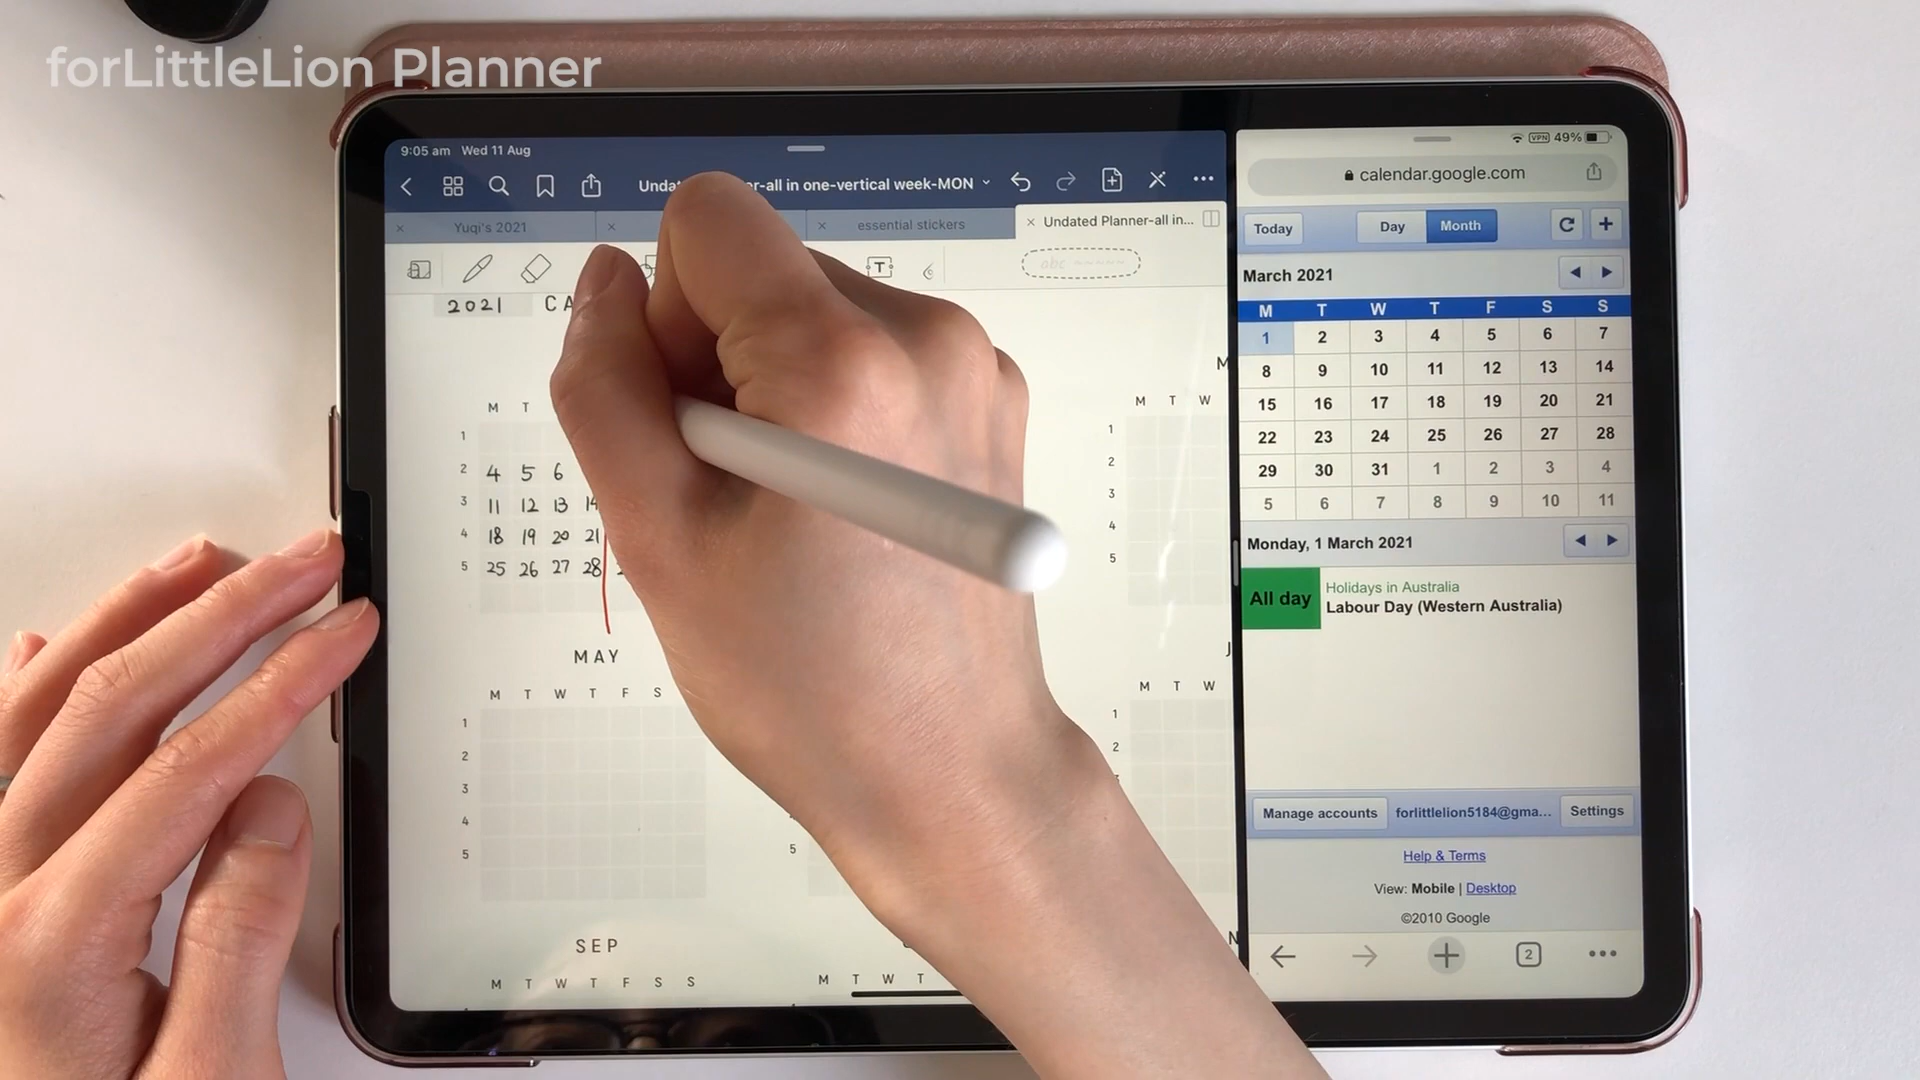 forLittleLion Planner
9:05 am Wed 11 Aug
VPN 49%
-all in one-vertical week-MON
calendar.google.com
Yuqi's 2021
essential stickers
Undated Planner-all in...
T
abc
Today
Day
Month
March 2021
M T W T F S S
1 2 3 4 5 6 7
8 9 10 11 12 13 14
15 16 17 18 19 20 21
22 23 24 25 26 27 28
29 30 31 1 2 3 4
5 6 7 8 9 10 11
Monday, 1 March 2021
All day
Holidays in Australia
Labour Day (Western Australia)
Manage accounts
forlittlelion5184@gma...
Settings
Help & Terms
View: Mobile | Desktop
©2010 Google
2
2021
M T
1
2 4 5 6
3 11 12 13 14
4 18 19 20 21
5 25 26 27 28
M T W
1
2
3
4
5
MAY
M T W T F S
1
2
3
4
5
5
M T W
1
2
SEP
M T W T F S S
M T W T